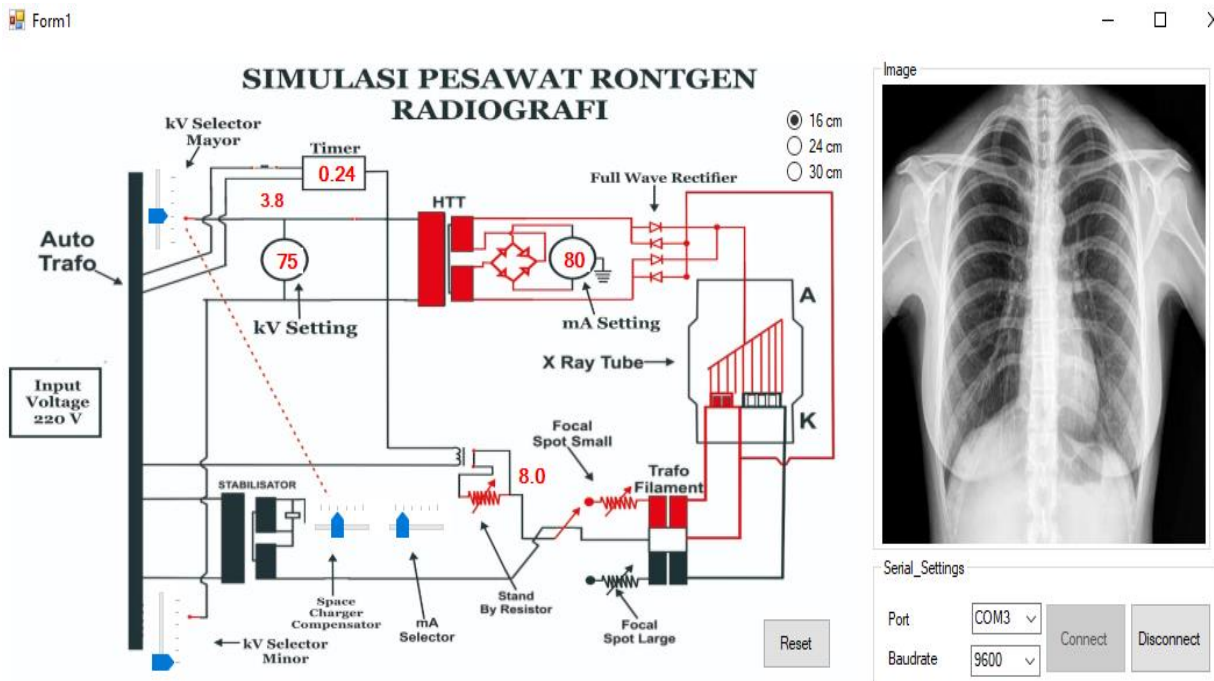 Form1
SIMULASI PESAWAT RONTGEN
RADIOGRAFI
kV Selector
Mayor
Timer
0.24
3.8
16 cm
24 cm
30 cm
Full Wave Rectifier
HTT
Auto
Trafo
75
80
kV Setting
mA Setting
A
X Ray Tube
K
Input
Voltage
220 V
Focal
Spot Small
Trafo
Filament
8.0
STABILISATOR
Space
Charger
Compensator
mA
Selector
Stand
By Resistor
Focal
Spot Large
kV Selector
Minor
Reset
Image
Serial_Settings
Port
COM3
Baudrate
9600
Connect
Disconnect